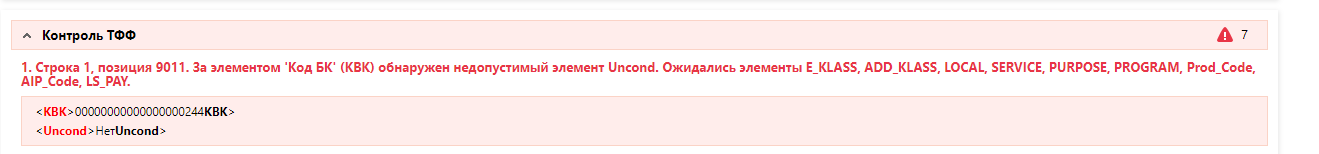 Контроль ТФФ
7
1. Строка 1, позиция 9011. За элементом 'Код БК' (KBK) обнаружен недопустимый элемент Uncond. Ожидались элементы E_KLASS, ADD_KLASS, LOCAL, SERVICE, PURPOSE, PROGRAM, Prod_Code,
AIP_Code, LS_PAY.
<KBK>00000000000000000244KBK>
<Uncond>НетUncond>